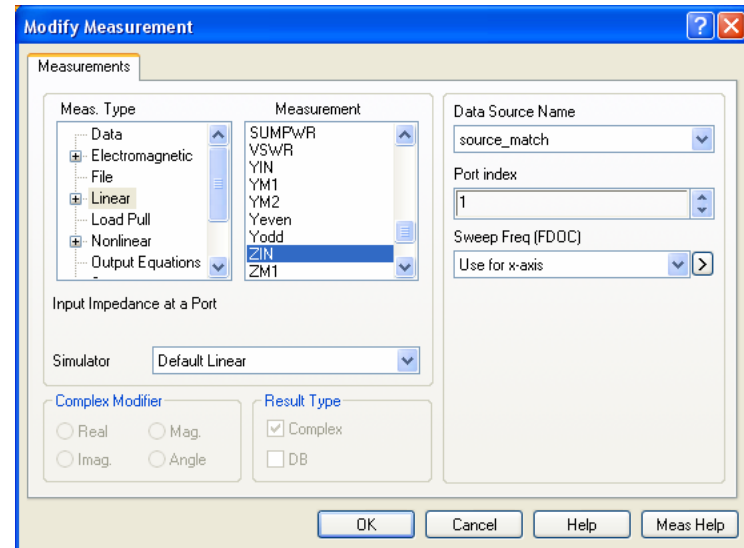 Modify Measurement
Measurements
Meas. Type
Data
Electromagnetic
File
Linear
Load Pull
Nonlinear
Output Equations
Measurement
SUMPWR
VSWR
YIN
YM1
YM2
Yeven
Yodd
ZIN
ZM1
Input Impedance at a Port
Simulator
Default Linear
Complex Modifier
Real
Mag.
Imag.
Angle
Result Type
Complex
DB
Data Source Name
source_match
Port index
1
Sweep Freq (FDOC)
Use for x-axis
>
OK
Cancel
Help
Meas Help